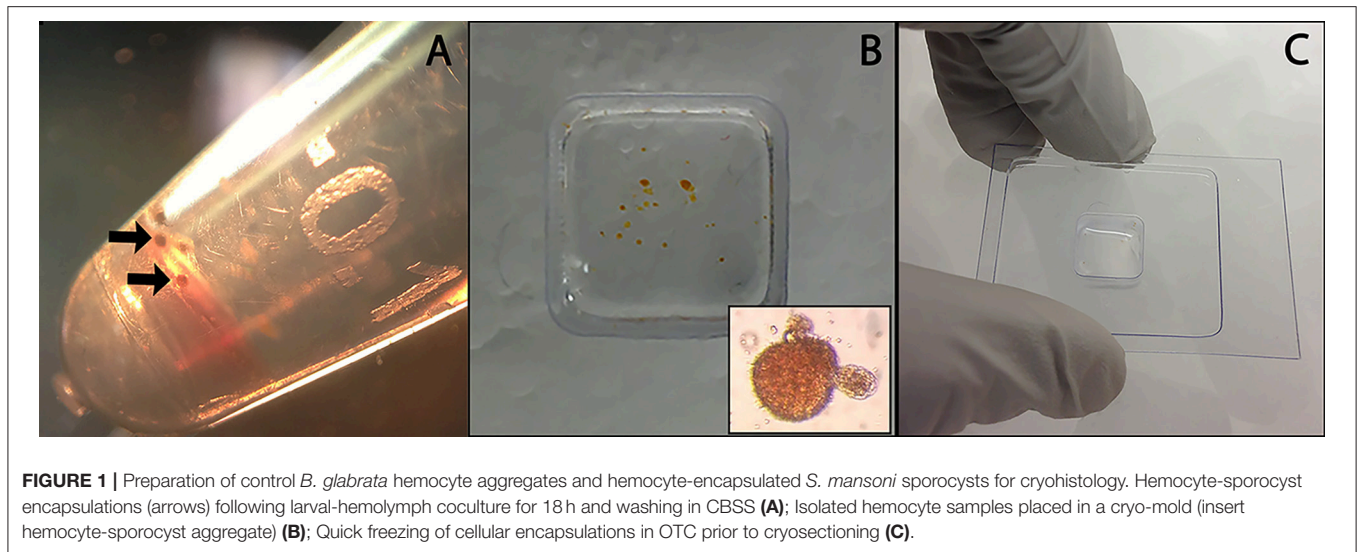 A
B
C
FIGURE 1 | Preparation of control B. glabrata hemocyte aggregates and hemocyte-encapsulated S. mansoni sporocysts for cryohistology. Hemocyte-sporocyst
encapsulations (arrows) following larval-hemolymph coculture for 18 h and washing in CBSS (A); Isolated hemocyte samples placed in a cryo-mold (insert
hemocyte-sporocyst aggregate) (B); Quick freezing of cellular encapsulations in OTC prior to cryosectioning (C).